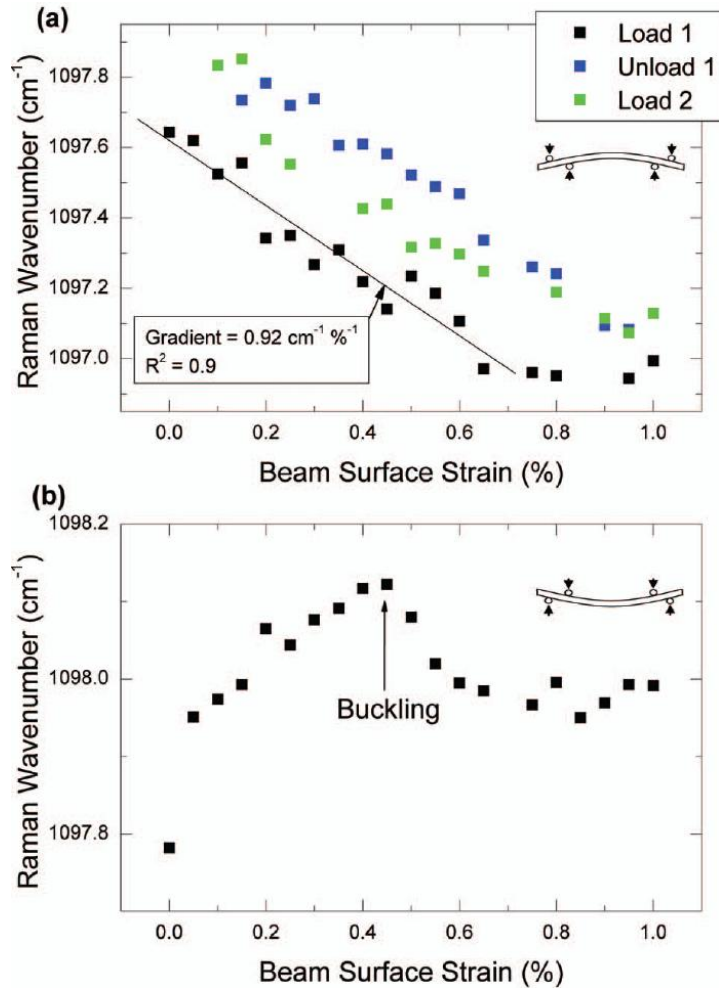 (a)
Load 1
Unload 1
Load 2
Raman Wavenumber (cm⁻¹)
1097.8
1097.6
1097.4
1097.2
1097.0
Gradient = 0.92 cm⁻¹ %⁻¹
R² = 0.9
0.0 0.2 0.4 0.6 0.8 1.0
Beam Surface Strain (%)
(b)
Raman Wavenumber (cm⁻¹)
1098.2
1098.0
1097.8
Buckling
0.0 0.2 0.4 0.6 0.8 1.0
Beam Surface Strain (%)